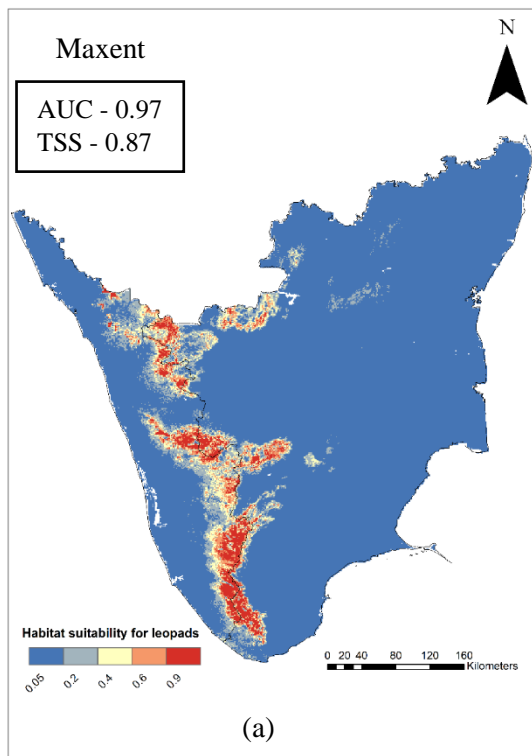 Maxent
N
AUC - 0.97
TSS - 0.87
Habitat suitability for leopads
0.05 0.2 0.4 0.6 0.9
0 20 40 80 120 160
Kilometers
(a)